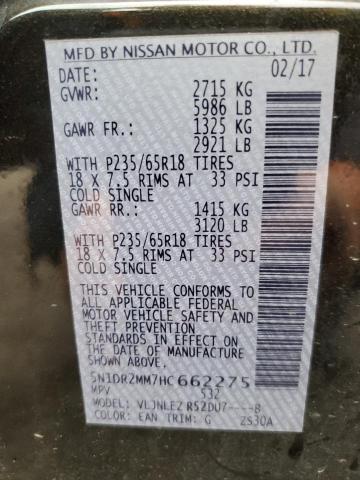 MFD BY NISSAN MOTOR CO., LTD.
DATE: 02/17
GVWR: 2715 KG
5986 LB
GAWR FR.: 1325 KG
2921 LB
WITH P235/65R18 TIRES
18 X 7.5 RIMS AT 33 PSI
COLD SINGLE
GAWR RR.: 1415 KG
3120 LB
WITH P235/65R18 TIRES
18 X 7.5 RIMS AT 33 PSI
COLD SINGLE
THIS VEHICLE CONFORMS TO
ALL APPLICABLE FEDERAL
MOTOR VEHICLE SAFETY AND
THEFT PREVENTION
STANDARDS IN EFFECT ON
THE DATE OF MANUFACTURE
SHOWN ABOVE.
5N1DR2MM7HC662275
MPV 532
MODEL: VLJNLEZ R52DU7----B
COLOR: EAN TRIM: G ZS30A